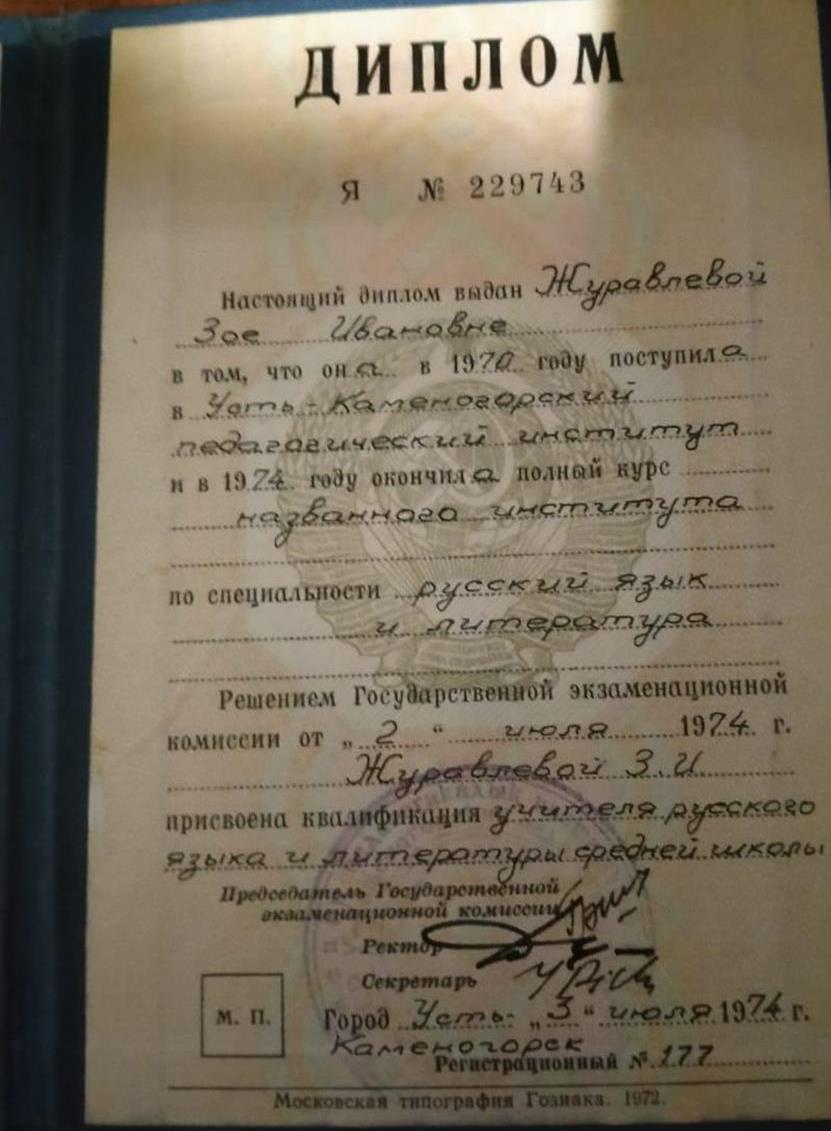 ДИПЛОМ
Я № 229743
Настоящий диплом выдан Журавлевой
Зое Ивановне
в том, что она в 1970 году поступила
в Усть-Каменогорский
педагогический институт
и в 1974 году окончила полный курс
названного института
по специальности русский язык
и литература
Решением Государственной экзаменационной
комиссии от „2“ июля 1974 г.
Журавлевой З.И
присвоена квалификация учителя русского
языка и литературы средней школы
Председатель Государственной
экзаменационной комиссии
Ректор
Секретарь
М. П.
Город Усть- „3“ июля 1974 г.
Каменогорск
Регистрационный № 177
Московская типография Гознака. 1972.